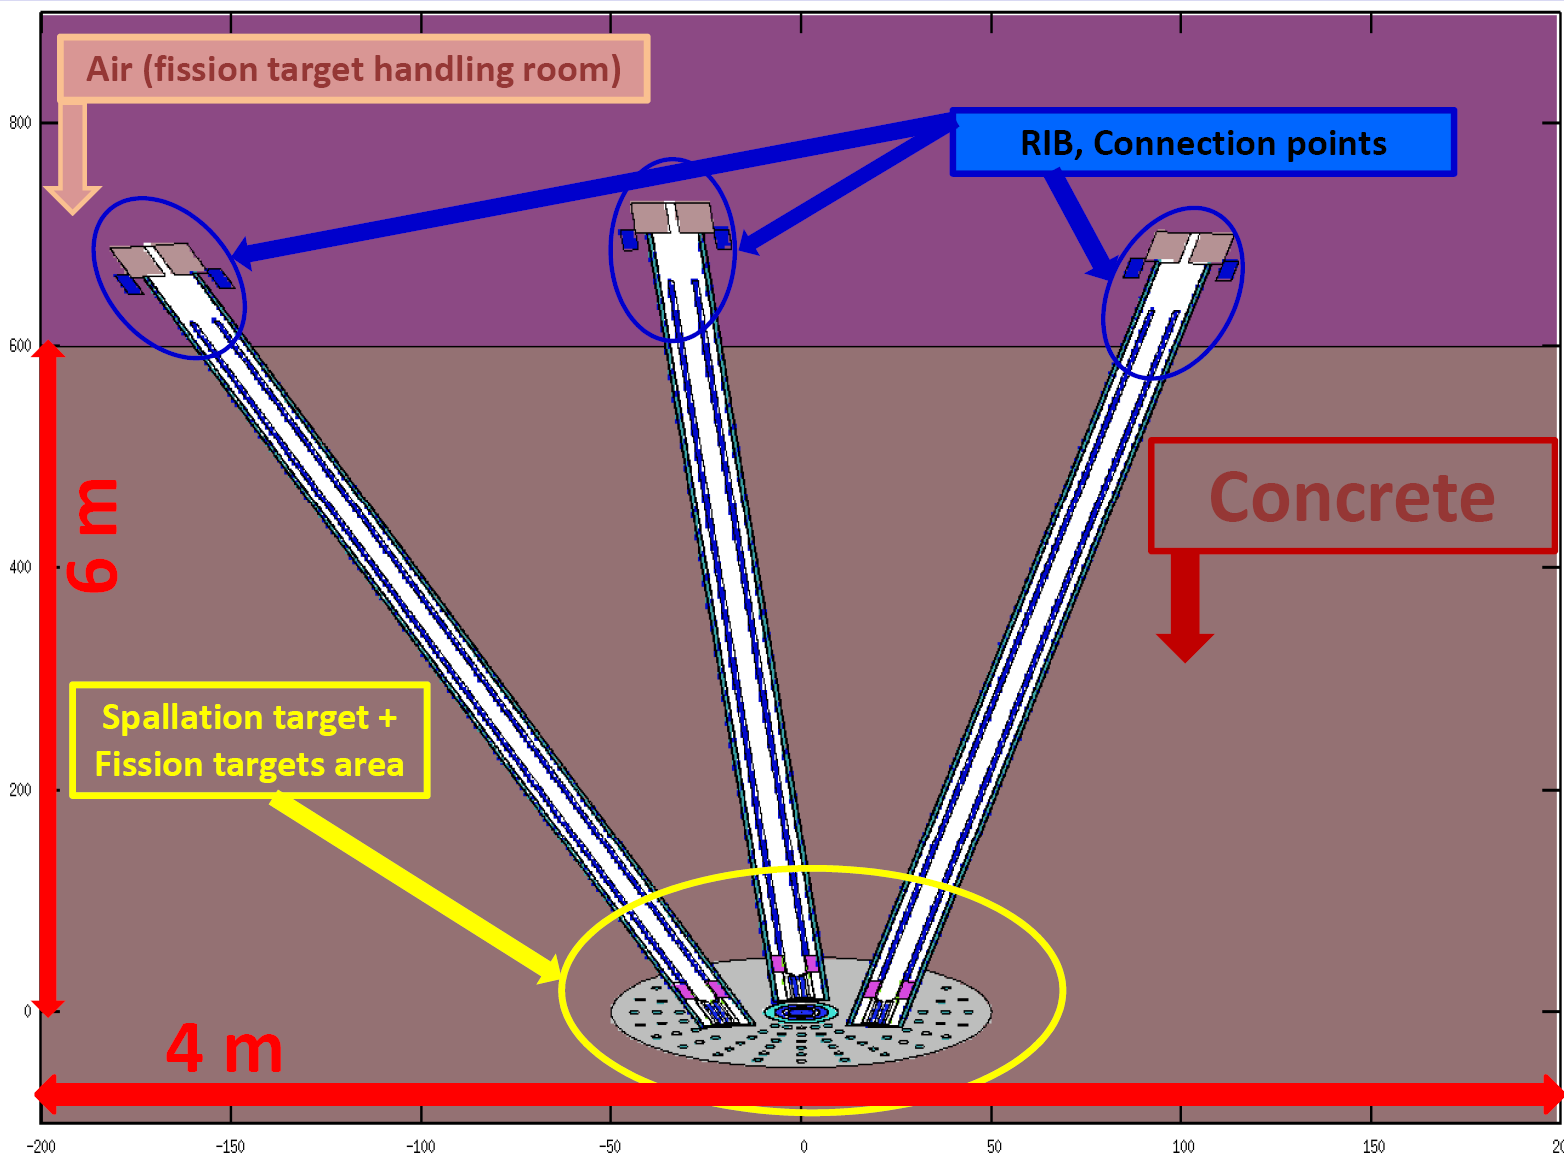 Air (fission target handling room)
800
RIB, Connection points
600
6 m
Concrete
400
Spallation target +
Fission targets area
200
0
4 m
-200 -150 -100 -50 0 50 100 150 20